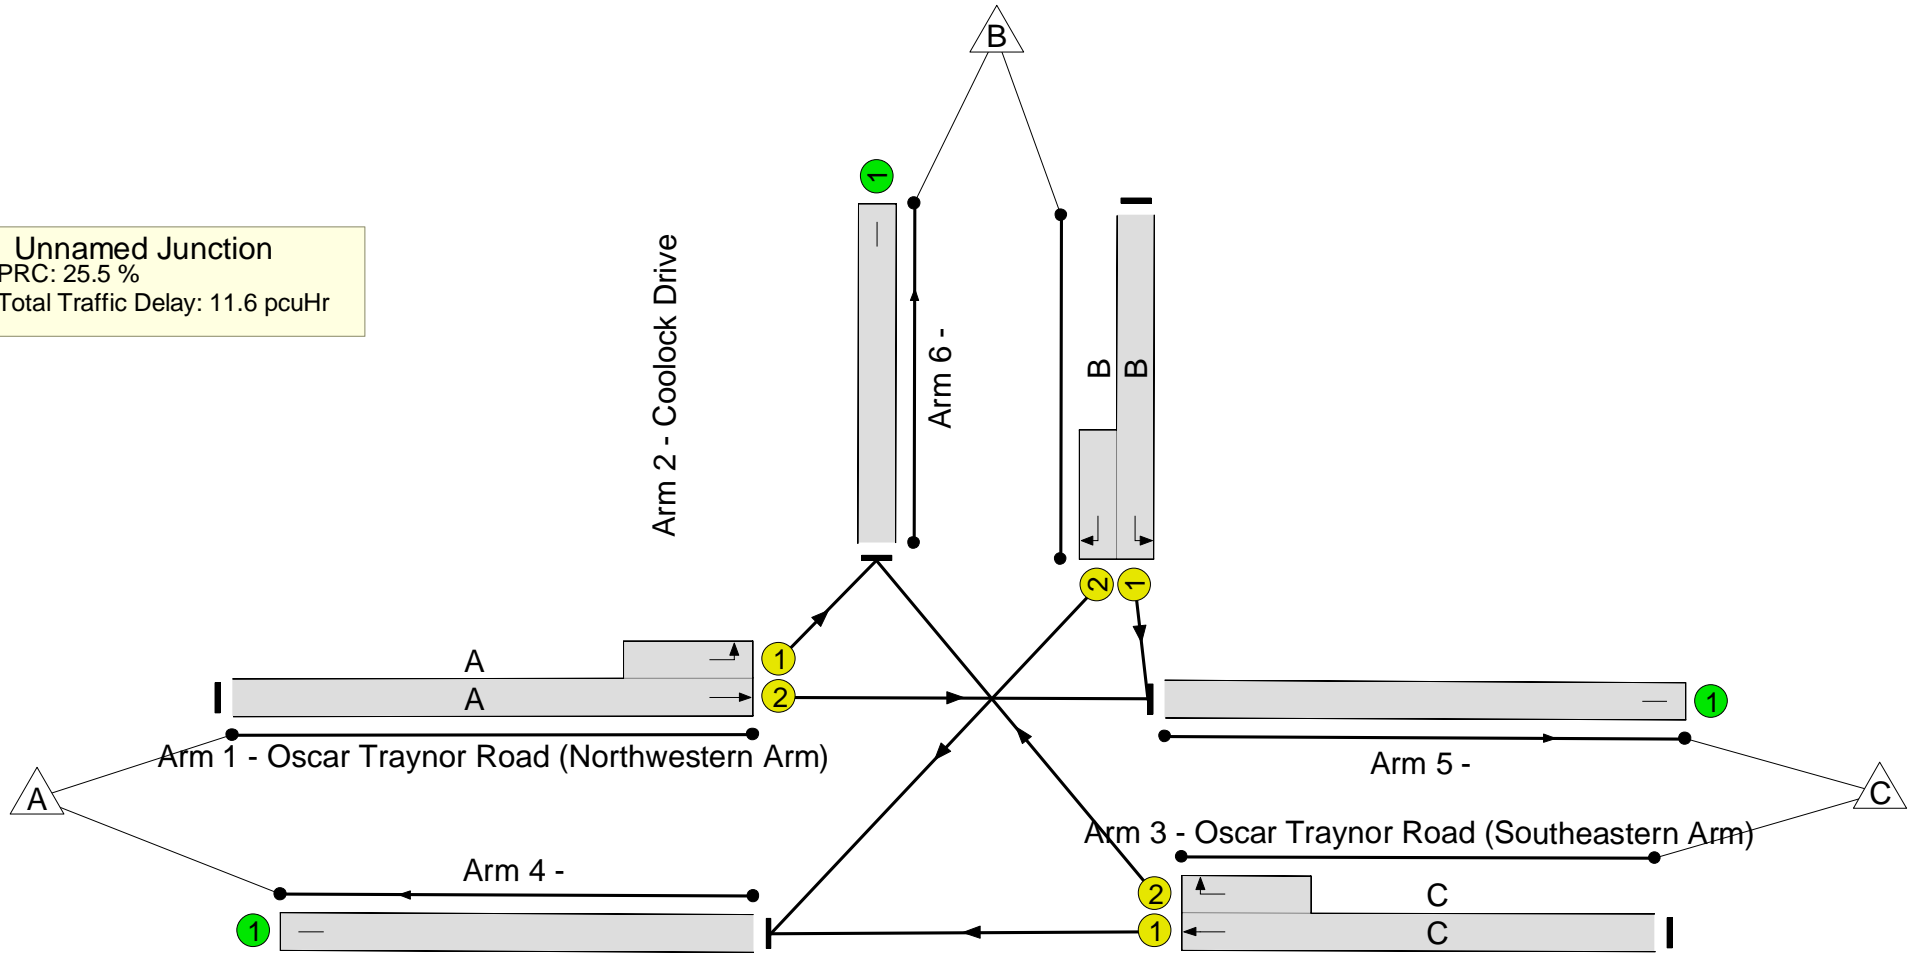 B
1
Unnamed Junction
PRC: 25.5 %
Total Traffic Delay: 11.6 pcuHr
Arm 2 - Coolock Drive
Arm 6 -
B
B
2
1
A
1
A
2
1
Arm 1 - Oscar Traynor Road (Northwestern Arm)
Arm 5 -
A
C
Arm 3 - Oscar Traynor Road (Southeastern Arm)
Arm 4 -
2
C
1
1
C